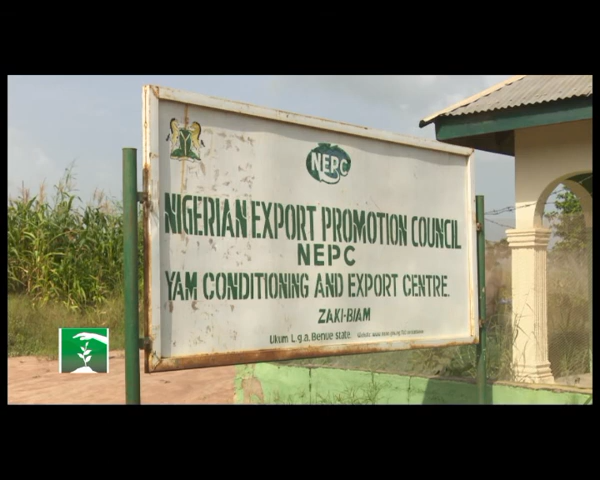 NEPC
NIGERIAN EXPORT PROMOTION COUNCIL
NEPC
YAM CONDITIONING AND EXPORT CENTRE.
ZAKI-BIAM
Ukum L.g.a. Benue state.